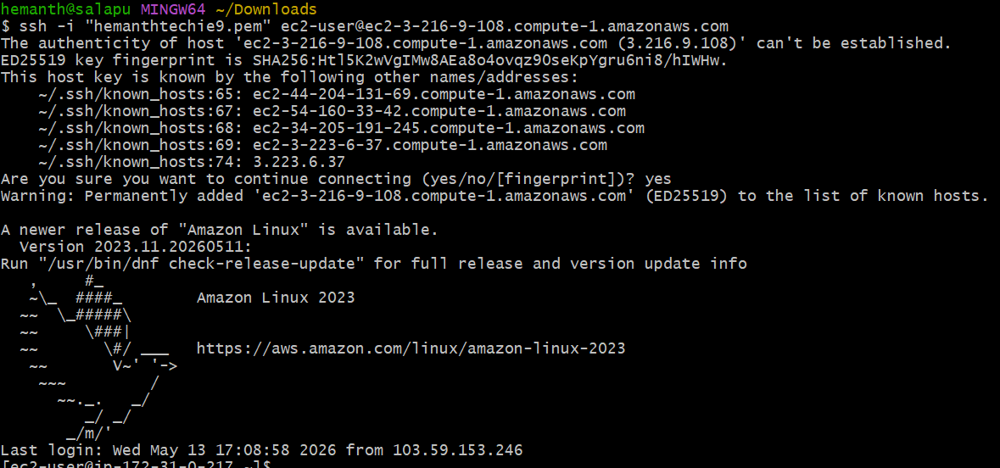 hemanth@salapu MINGW64 ~/Downloads
$ ssh -i "hemanthtechie9.pem" ec2-user@ec2-3-216-9-108.compute-1.amazonaws.com
The authenticity of host 'ec2-3-216-9-108.compute-1.amazonaws.com (3.216.9.108)' can't be established.
ED25519 key fingerprint is SHA256:Htl5K2wVgIMw8AEa8o4ovqz9OseKpYgru6ni8/hIWHw.
This host key is known by the following other names/addresses:
    ~/.ssh/known_hosts:65: ec2-44-204-131-69.compute-1.amazonaws.com
    ~/.ssh/known_hosts:67: ec2-54-160-33-42.compute-1.amazonaws.com
    ~/.ssh/known_hosts:68: ec2-34-205-191-245.compute-1.amazonaws.com
    ~/.ssh/known_hosts:69: ec2-3-223-6-37.compute-1.amazonaws.com
    ~/.ssh/known_hosts:74: 3.223.6.37
Are you sure you want to continue connecting (yes/no/[fingerprint])? yes
Warning: Permanently added 'ec2-3-216-9-108.compute-1.amazonaws.com' (ED25519) to the list of known hosts.

A newer release of "Amazon Linux" is available.
  Version 2023.11.20260511:
Run "/usr/bin/dnf check-release-update" for full release and version update info
   ,     #_
   ~\_  ####_        Amazon Linux 2023
  ~~  \_#####\
  ~~     \###|
  ~~       \#/ ___   https://aws.amazon.com/linux/amazon-linux-2023
   ~~       V~' '->
    ~~~         /
      ~~._.   _/
         _/ _/
       _/m/'
Last login: Wed May 13 17:08:58 2026 from 103.59.153.246
[ec2-user@ip-172-31-0-217 ~]$